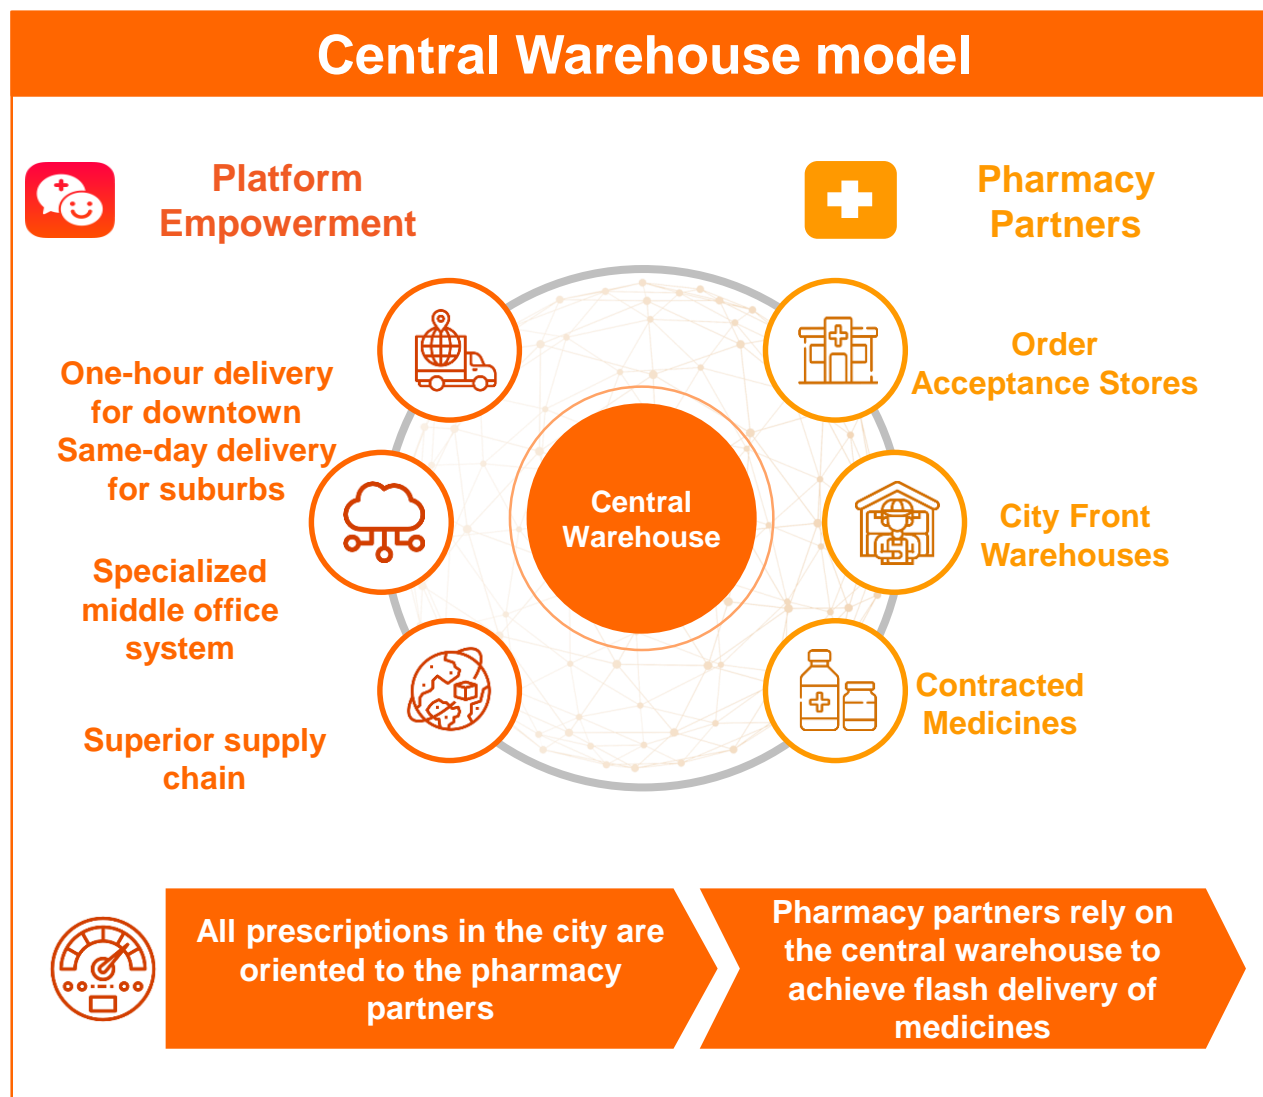 Central Warehouse model
Platform
Empowerment
Pharmacy
Partners
One-hour delivery
for downtown
Same-day delivery
for suburbs
Specialized
middle office
system
Superior supply
chain
Central
Warehouse
Order
Acceptance Stores
City Front
Warehouses
Contracted
Medicines
All prescriptions in the city are
oriented to the pharmacy
partners
Pharmacy partners rely on
the central warehouse to
achieve flash delivery of
medicines